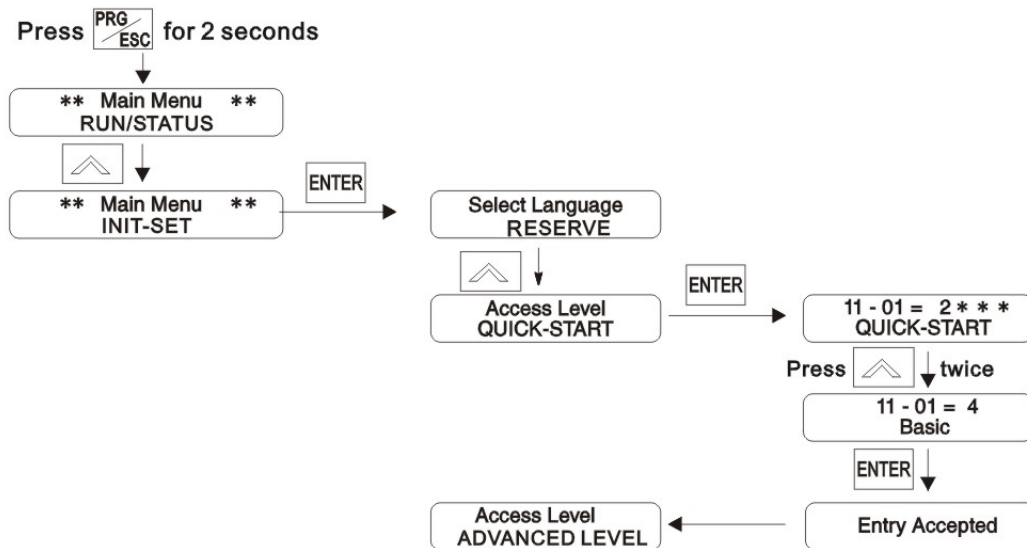 Press PRG/ESC for 2 seconds
** Main Menu **
RUN/STATUS
** Main Menu **
INIT-SET
ENTER
Select Language
RESERVE
Access Level
QUICK-START
ENTER
11 - 01 = 2 * * *
QUICK-START
Press twice
11 - 01 = 4
Basic
ENTER
Entry Accepted
Access Level
ADVANCED LEVEL